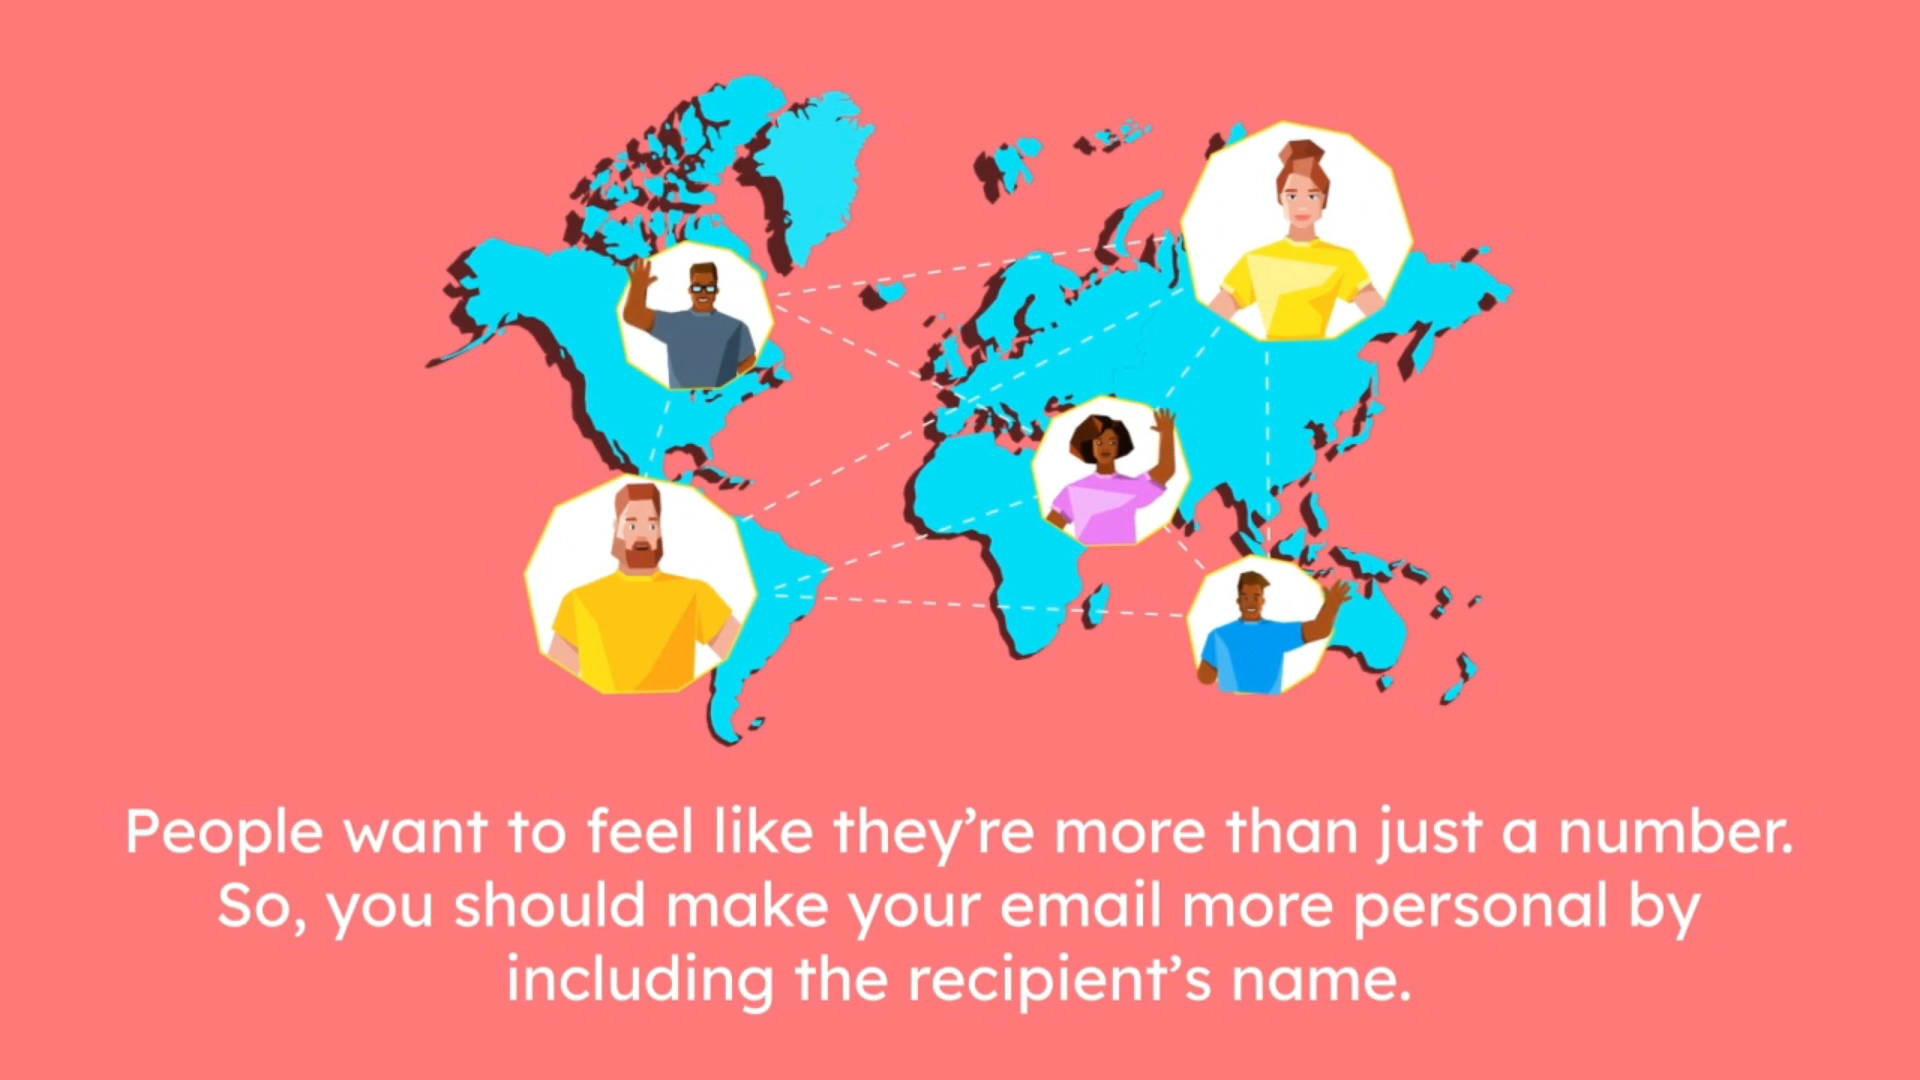 People want to feel like they’re more than just a number.
So, you should make your email more personal by
including the recipient’s name.